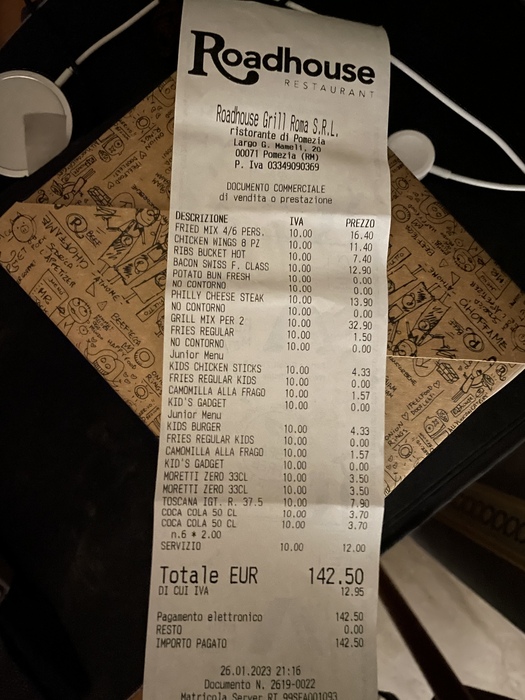 Roadhouse
RESTAURANT
Roadhouse Grill Roma S.R.L.
ristorante di Pomezia
Largo G. Mameli, 20
00071 Pomezia (RM)
P. Iva 03349090369
DOCUMENTO COMMERCIALE
di vendita o prestazione
DESCRIZIONE IVA PREZZO
FRIED MIX 4/6 PERS. 10.00 16.40
CHICKEN WINGS 8 PZ 10.00 11.40
RIBS BUCKET HOT 10.00 7.40
BACON SWISS F. CLASS 10.00 12.90
POTATO BUN FRESH 10.00 0.00
NO CONTORNO 10.00 0.00
PHILLY CHEESE STEAK 10.00 13.90
NO CONTORNO 10.00 0.00
GRILL MIX PER 2 10.00 32.90
FRIES REGULAR 10.00 1.50
NO CONTORNO 10.00 0.00
Junior Menu
KIDS CHICKEN STICKS 10.00 4.33
FRIES REGULAR KIDS 10.00 0.00
CAMOMILLA ALLA FRAGO 10.00 1.57
KID'S GADGET 10.00 0.00
Junior Menu
KIDS BURGER 10.00 4.33
FRIES REGULAR KIDS 10.00 0.00
CAMOMILLA ALLA FRAGO 10.00 1.57
KID'S GADGET 10.00 0.00
MORETTI ZERO 33CL 10.00 3.50
MORETTI ZERO 33CL 10.00 3.50
TOSCANA IGT. R. 37.5 10.00 7.90
COCA COLA 50 CL 10.00 3.70
COCA COLA 50 CL 10.00 3.70
n.6 * 2.00
SERVIZIO 10.00 12.00
Totale EUR 142.50
DI CUI IVA 12.95
Pagamento elettronico 142.50
RESTO 0.00
IMPORTO PAGATO 142.50
26.01.2023 21:16
Documento N. 2619-0022
Matricola Server RT 99SEA001093